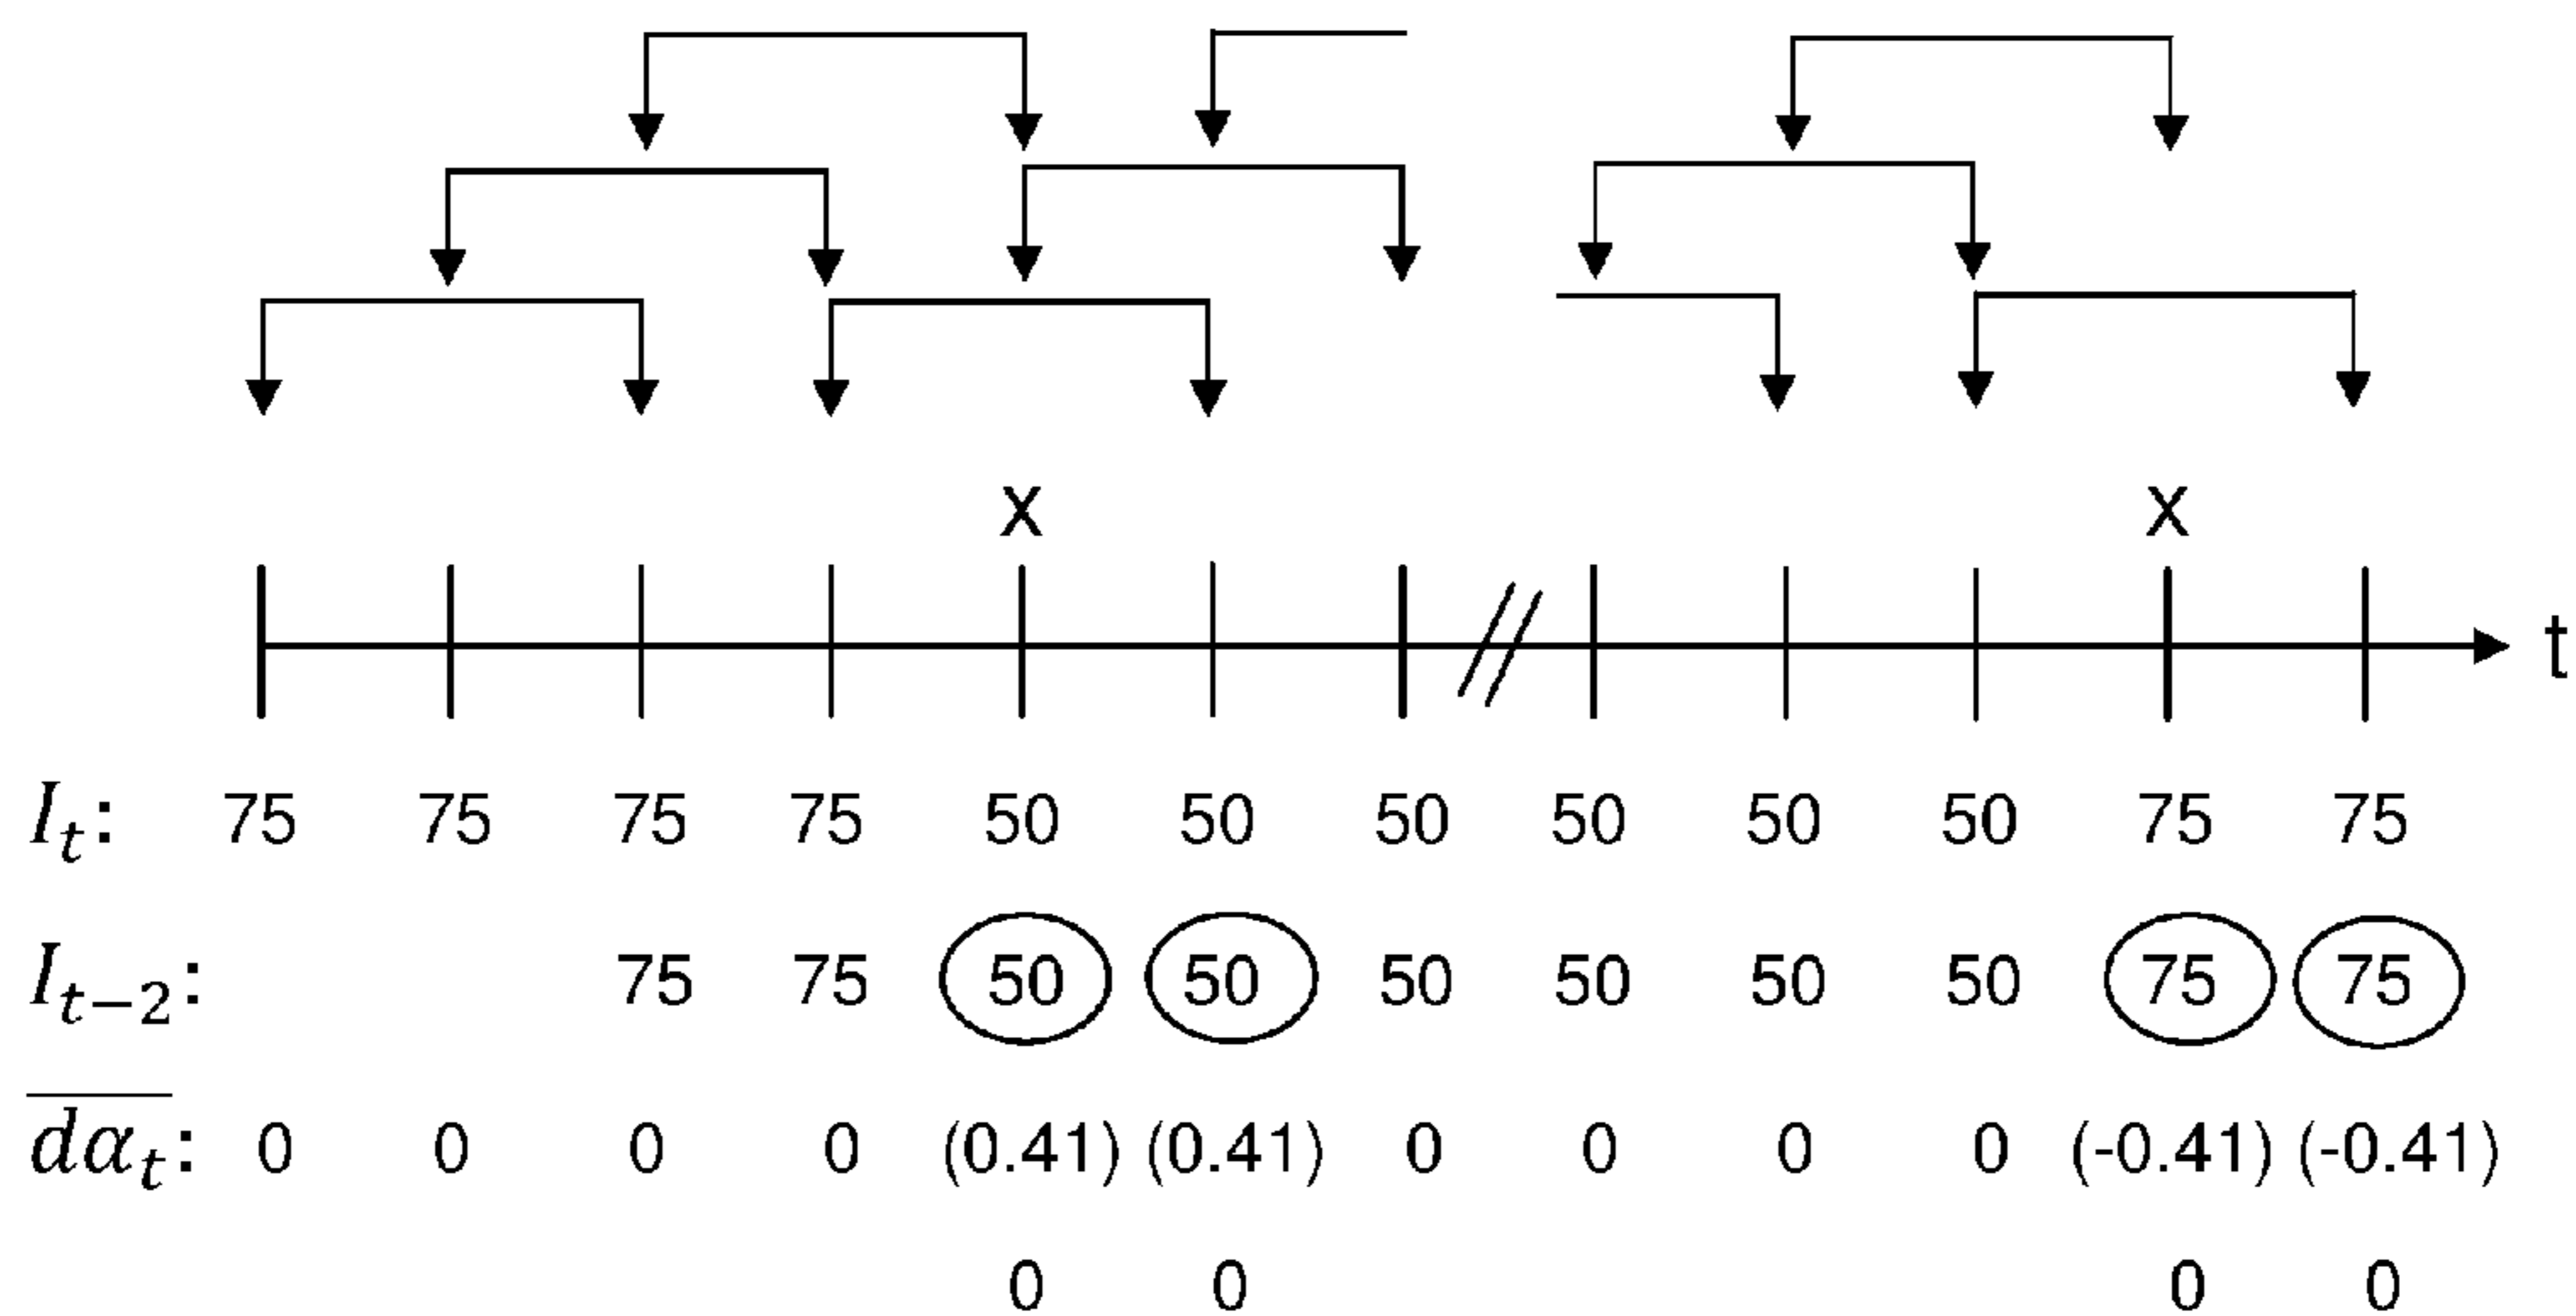 x x
t
I_t: 75 75 75 75 50 50 50 50 50 50 75 75
I_{t−2}: 75 75 50 50 50 50 50 50 75 75
\overline{dα_t}: 0 0 0 0 (0.41) (0.41) 0 0 0 0 (-0.41) (-0.41)
0 0 0 0